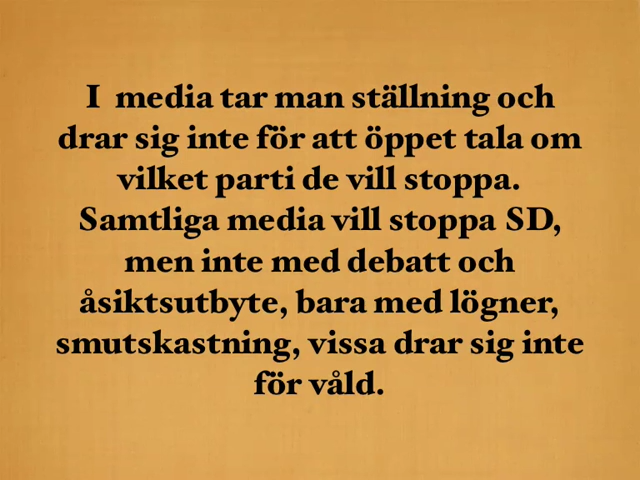 I  media tar man ställning och
drar sig inte för att öppet tala om
vilket parti de vill stoppa.
Samtliga media vill stoppa SD,
men inte med debatt och
åsiktsutbyte, bara med lögner,
smutskastning, vissa drar sig inte
för våld.